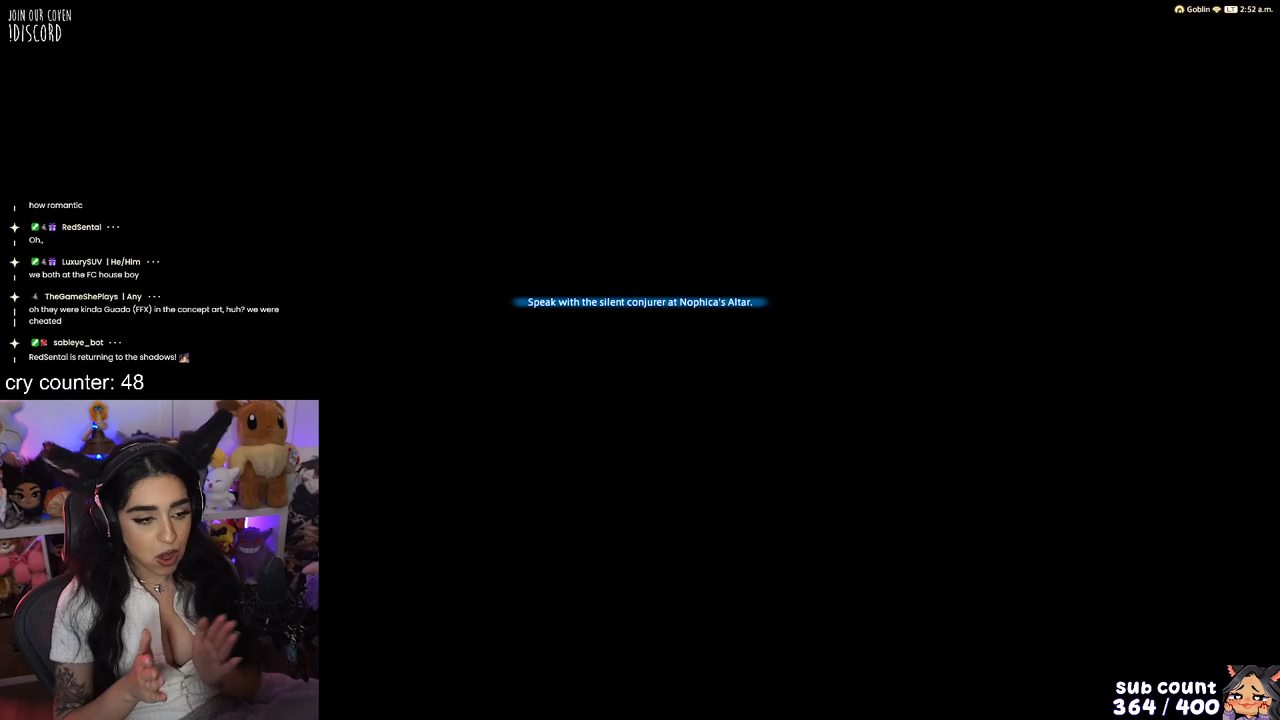 JOIN OUR COVEN
!DISCORD
Goblin LT 2:52 a.m.
how romantic
RedSentai
Oh,
LuxurySUV | He/Him
we both at the FC house boy
TheGameShePlays | Any
oh they were kinda Guado (FFX) in the concept art, huh? we were
cheated
sableye_bot
RedSentai is returning to the shadows!
cry counter: 48
Speak with the silent conjurer at Nophica's Altar.
sub count
364 / 400